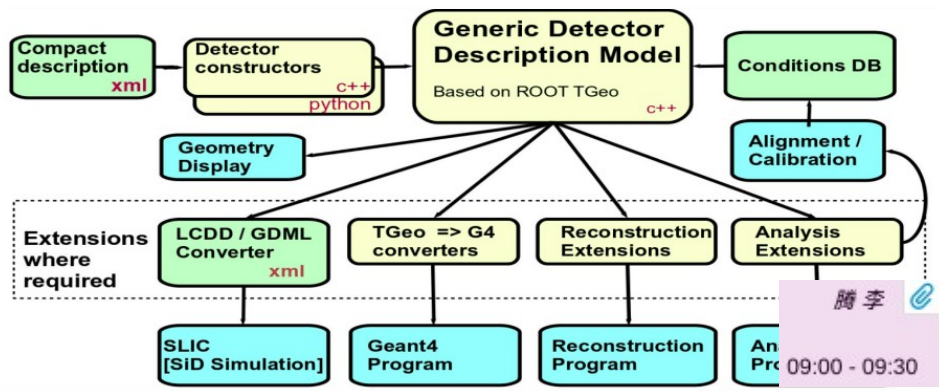 Compact
description
xml
Detector
constructors
c++
python
Generic Detector
Description Model
Based on ROOT TGeo
c++
Conditions DB
Geometry
Display
Alignment /
Calibration
Extensions
where
required
LCDD / GDML
Converter
xml
TGeo => G4
converters
Reconstruction
Extensions
Analysis
Extensions
SLIC
[SiD Simulation]
Geant4
Program
Reconstruction
Program
腾 李
09:00 - 09:30